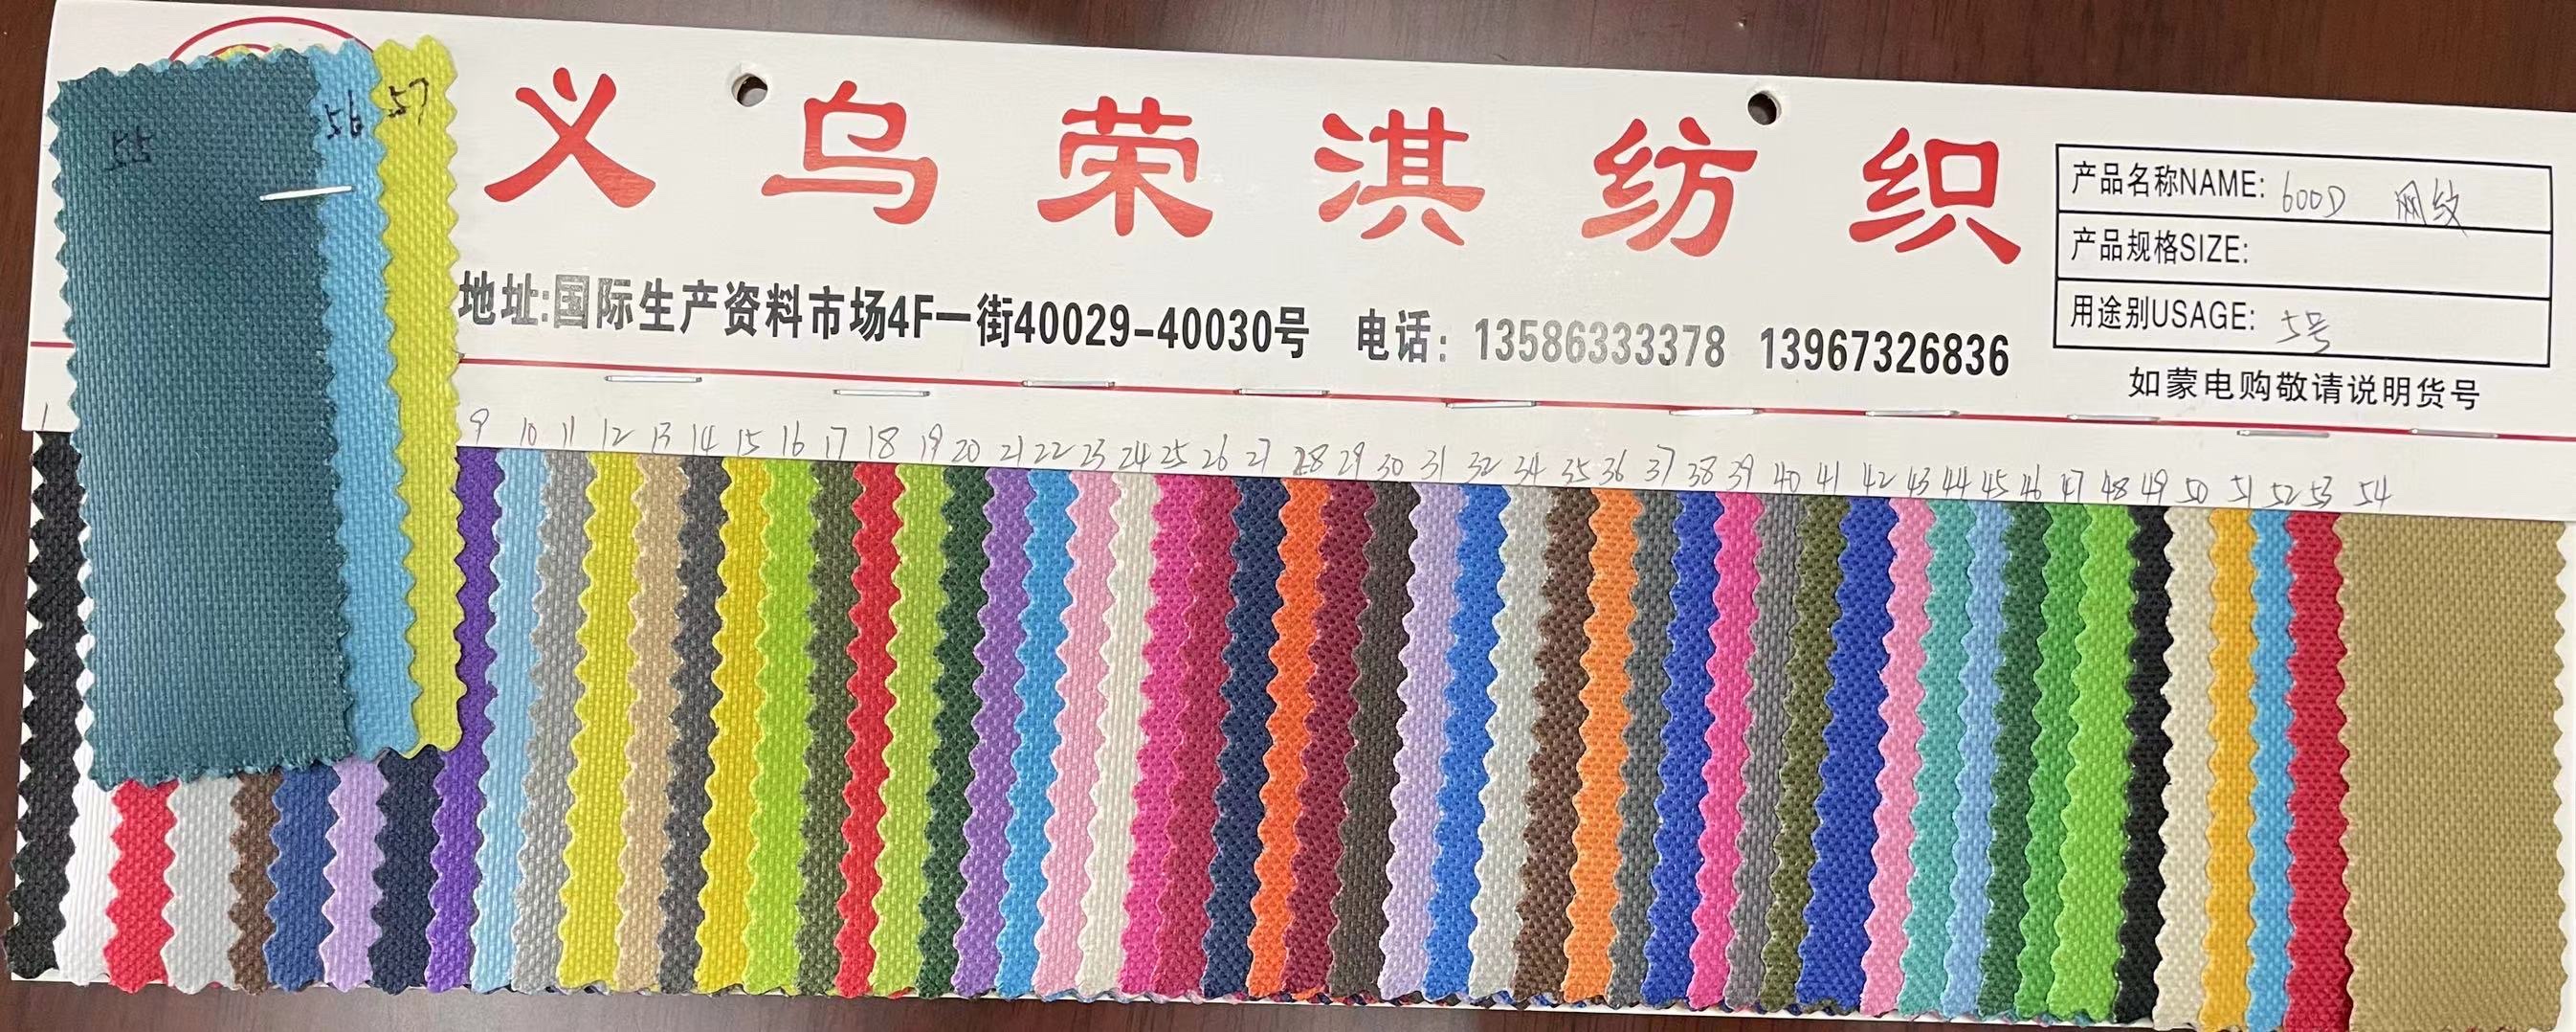 55 56 57
义乌荣淇纺织
地址:国际生产资料市场4F一街40029-40030号 电话: 13586333378 13967326836
产品名称NAME: 600D 网纹
产品规格SIZE:
用途别USAGE: 5号
如蒙电购敬请说明货号
1 9 10 11 12 13 14 15 16 17 18 19 20 21 22 23 24 25 26 27 28 29 30 31 32 34 35 36 37 38 39 40 41 42 43 44 45 46 47 48 49 50 51 52 53 54